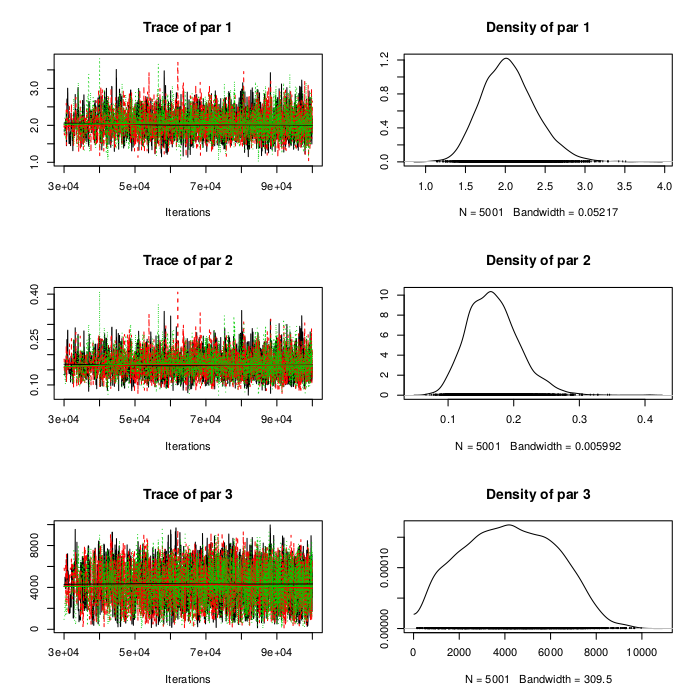 Trace of par 1
1.0 2.0 3.0
3e+04 5e+04 7e+04 9e+04
Iterations
Density of par 1
0.0 0.4 0.8 1.2
1.0 1.5 2.0 2.5 3.0 3.5 4.0
N = 5001 Bandwidth = 0.05217
Trace of par 2
0.10 0.25 0.40
3e+04 5e+04 7e+04 9e+04
Iterations
Density of par 2
0 2 4 6 8 10
0.1 0.2 0.3 0.4
N = 5001 Bandwidth = 0.005992
Trace of par 3
0 4000 8000
3e+04 5e+04 7e+04 9e+04
Iterations
Density of par 3
0.00000 0.00010
0 2000 4000 6000 8000 10000
N = 5001 Bandwidth = 309.5